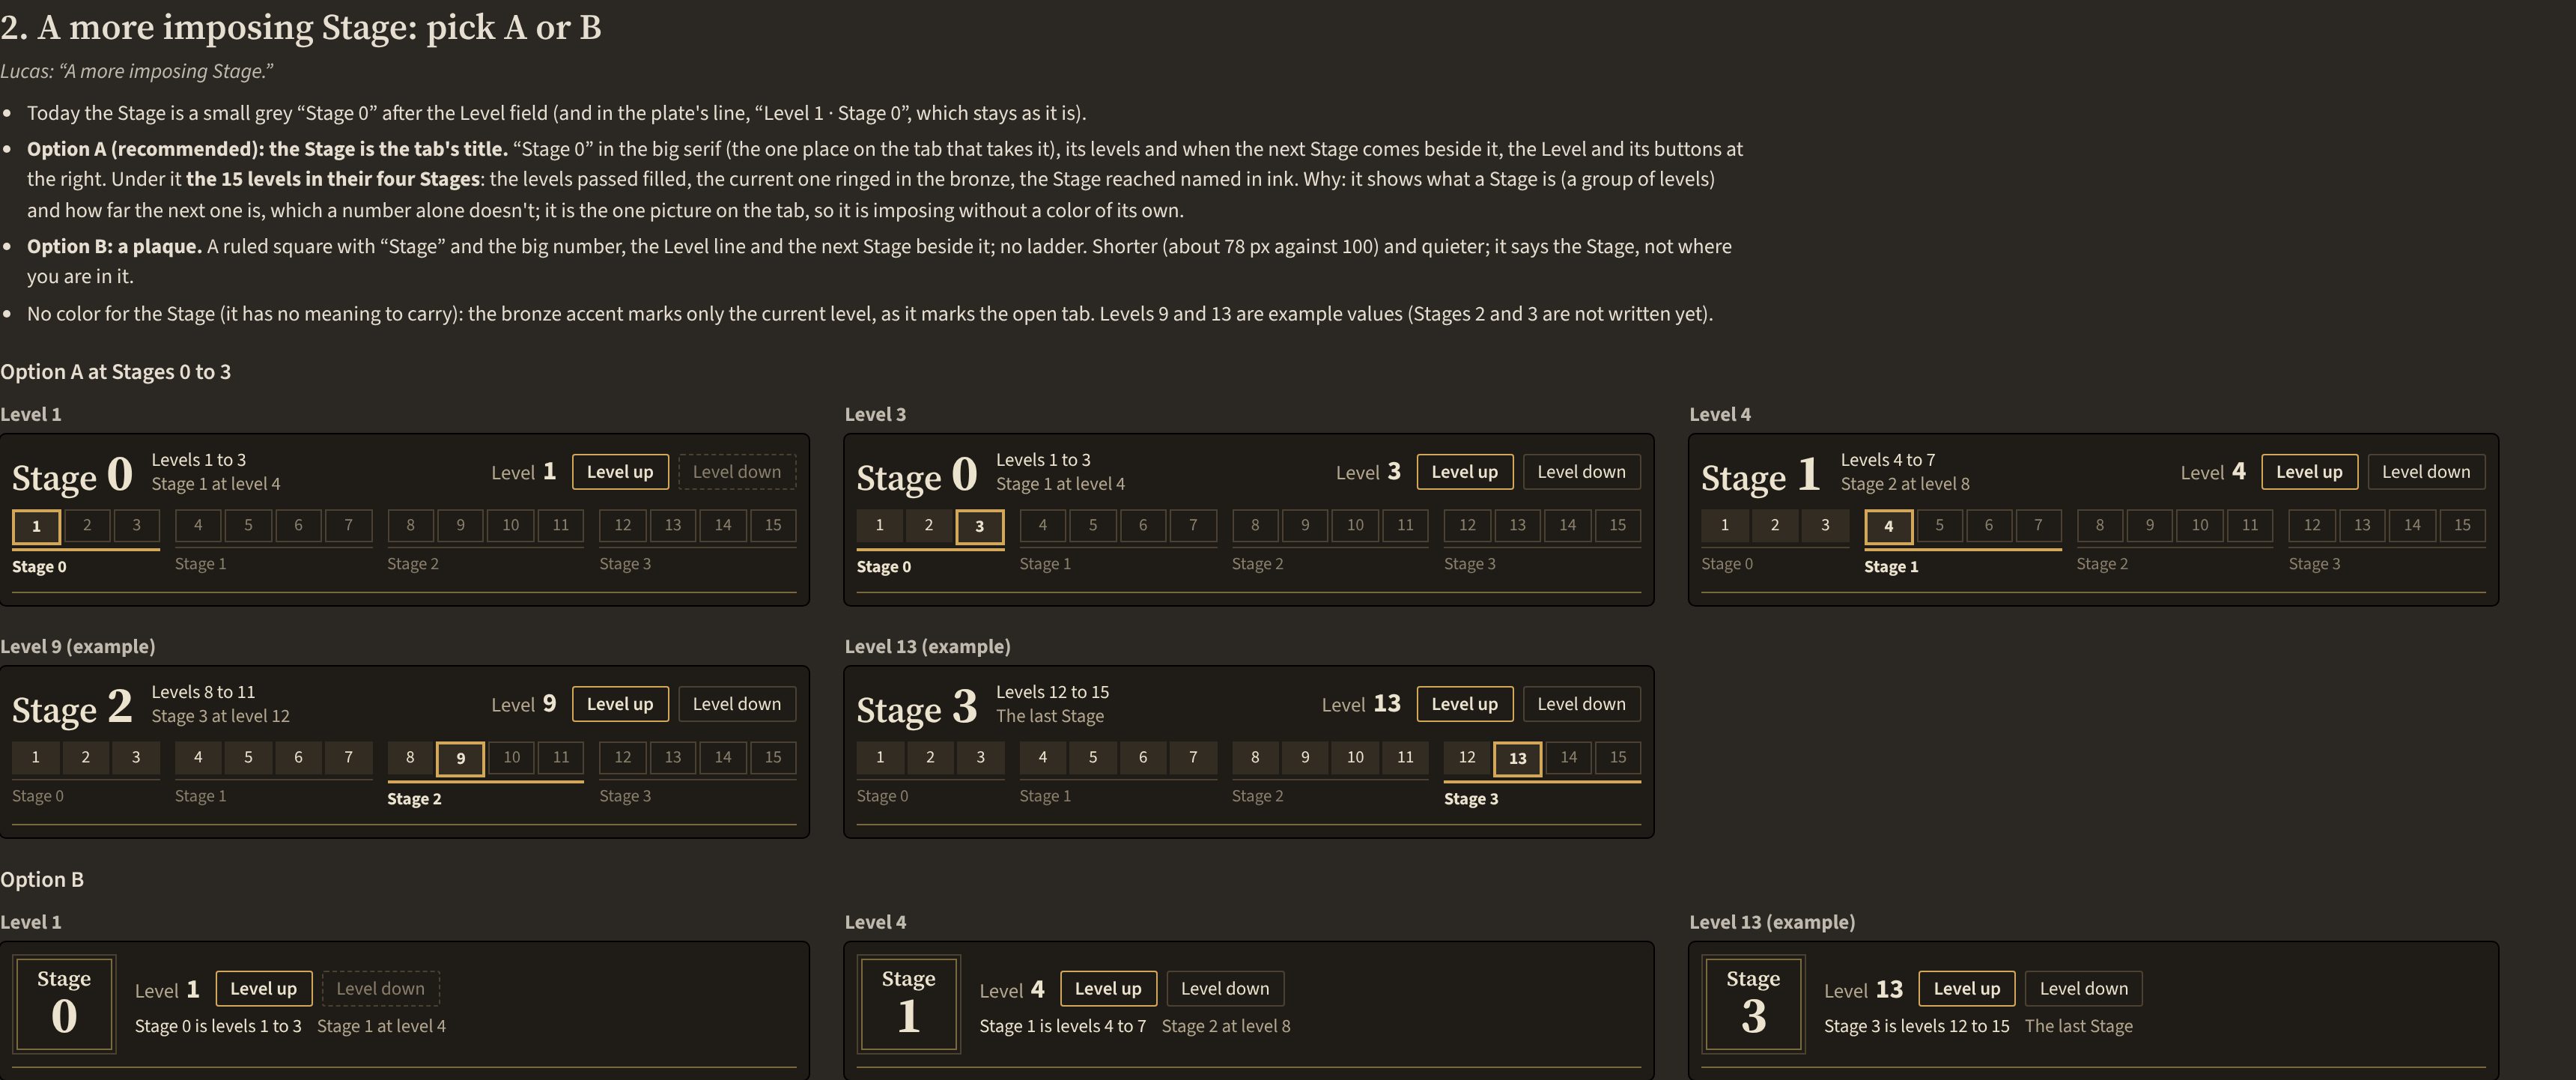 2. A more imposing Stage: pick A or B
Lucas: “A more imposing Stage.”
• Today the Stage is a small grey “Stage 0” after the Level field (and in the plate's line, “Level 1 · Stage 0”, which stays as it is).
• Option A (recommended): the Stage is the tab's title. “Stage 0” in the big serif (the one place on the tab that takes it), its levels and when the next Stage comes beside it, the Level and its buttons at
the right. Under it the 15 levels in their four Stages: the levels passed filled, the current one ringed in the bronze, the Stage reached named in ink. Why: it shows what a Stage is (a group of levels)
and how far the next one is, which a number alone doesn't; it is the one picture on the tab, so it is imposing without a color of its own.
• Option B: a plaque. A ruled square with “Stage” and the big number, the Level line and the next Stage beside it; no ladder. Shorter (about 78 px against 100) and quieter; it says the Stage, not where
you are in it.
• No color for the Stage (it has no meaning to carry): the bronze accent marks only the current level, as it marks the open tab. Levels 9 and 13 are example values (Stages 2 and 3 are not written yet).
Option A at Stages 0 to 3
Level 1
Stage 0
Levels 1 to 3
Stage 1 at level 4
Level 1 Level up Level down
1 2 3 4 5 6 7 8 9 10 11 12 13 14 15
Stage 0 Stage 1 Stage 2 Stage 3
Level 3
Stage 0
Levels 1 to 3
Stage 1 at level 4
Level 3 Level up Level down
1 2 3 4 5 6 7 8 9 10 11 12 13 14 15
Stage 0 Stage 1 Stage 2 Stage 3
Level 4
Stage 1
Levels 4 to 7
Stage 2 at level 8
Level 4 Level up Level down
1 2 3 4 5 6 7 8 9 10 11 12 13 14 15
Stage 0 Stage 1 Stage 2 Stage 3
Level 9 (example)
Stage 2
Levels 8 to 11
Stage 3 at level 12
Level 9 Level up Level down
1 2 3 4 5 6 7 8 9 10 11 12 13 14 15
Stage 0 Stage 1 Stage 2 Stage 3
Level 13 (example)
Stage 3
Levels 12 to 15
The last Stage
Level 13 Level up Level down
1 2 3 4 5 6 7 8 9 10 11 12 13 14 15
Stage 0 Stage 1 Stage 2 Stage 3
Option B
Level 1
Stage
0
Level 1 Level up Level down
Stage 0 is levels 1 to 3 Stage 1 at level 4
Level 4
Stage
1
Level 4 Level up Level down
Stage 1 is levels 4 to 7 Stage 2 at level 8
Level 13 (example)
Stage
3
Level 13 Level up Level down
Stage 3 is levels 12 to 15 The last Stage